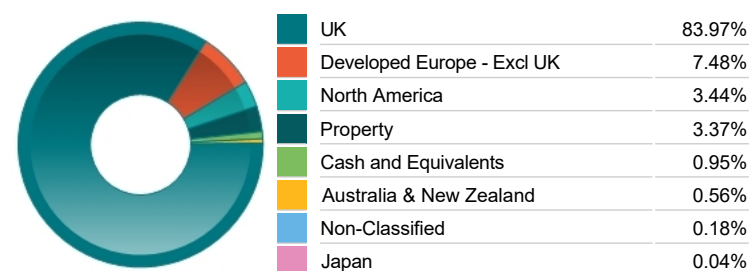 UK 83.97%
Developed Europe - Excl UK 7.48%
North America 3.44%
Property 3.37%
Cash and Equivalents 0.95%
Australia & New Zealand 0.56%
Non-Classified 0.18%
Japan 0.04%